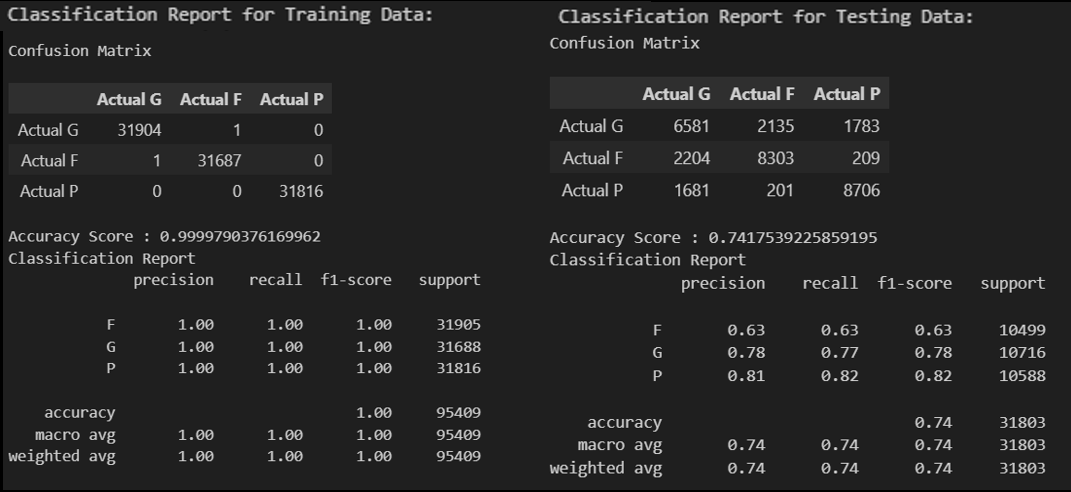 Classification Report for Training Data:
Confusion Matrix
Actual G Actual F Actual P
Actual G 31904 1 0
Actual F 1 31687 0
Actual P 0 0 31816
Accuracy Score : 0.9999790376169962
Classification Report
precision recall f1-score support
F 1.00 1.00 1.00 31905
G 1.00 1.00 1.00 31688
P 1.00 1.00 1.00 31816
accuracy 1.00 95409
macro avg 1.00 1.00 1.00 95409
weighted avg 1.00 1.00 1.00 95409
Classification Report for Testing Data:
Confusion Matrix
Actual G Actual F Actual P
Actual G 6581 2135 1783
Actual F 2204 8303 209
Actual P 1681 201 8706
Accuracy Score : 0.7417539225859195
Classification Report
precision recall f1-score support
F 0.63 0.63 0.63 10499
G 0.78 0.77 0.78 10716
P 0.81 0.82 0.82 10588
accuracy 0.74 31803
macro avg 0.74 0.74 0.74 31803
weighted avg 0.74 0.74 0.74 31803